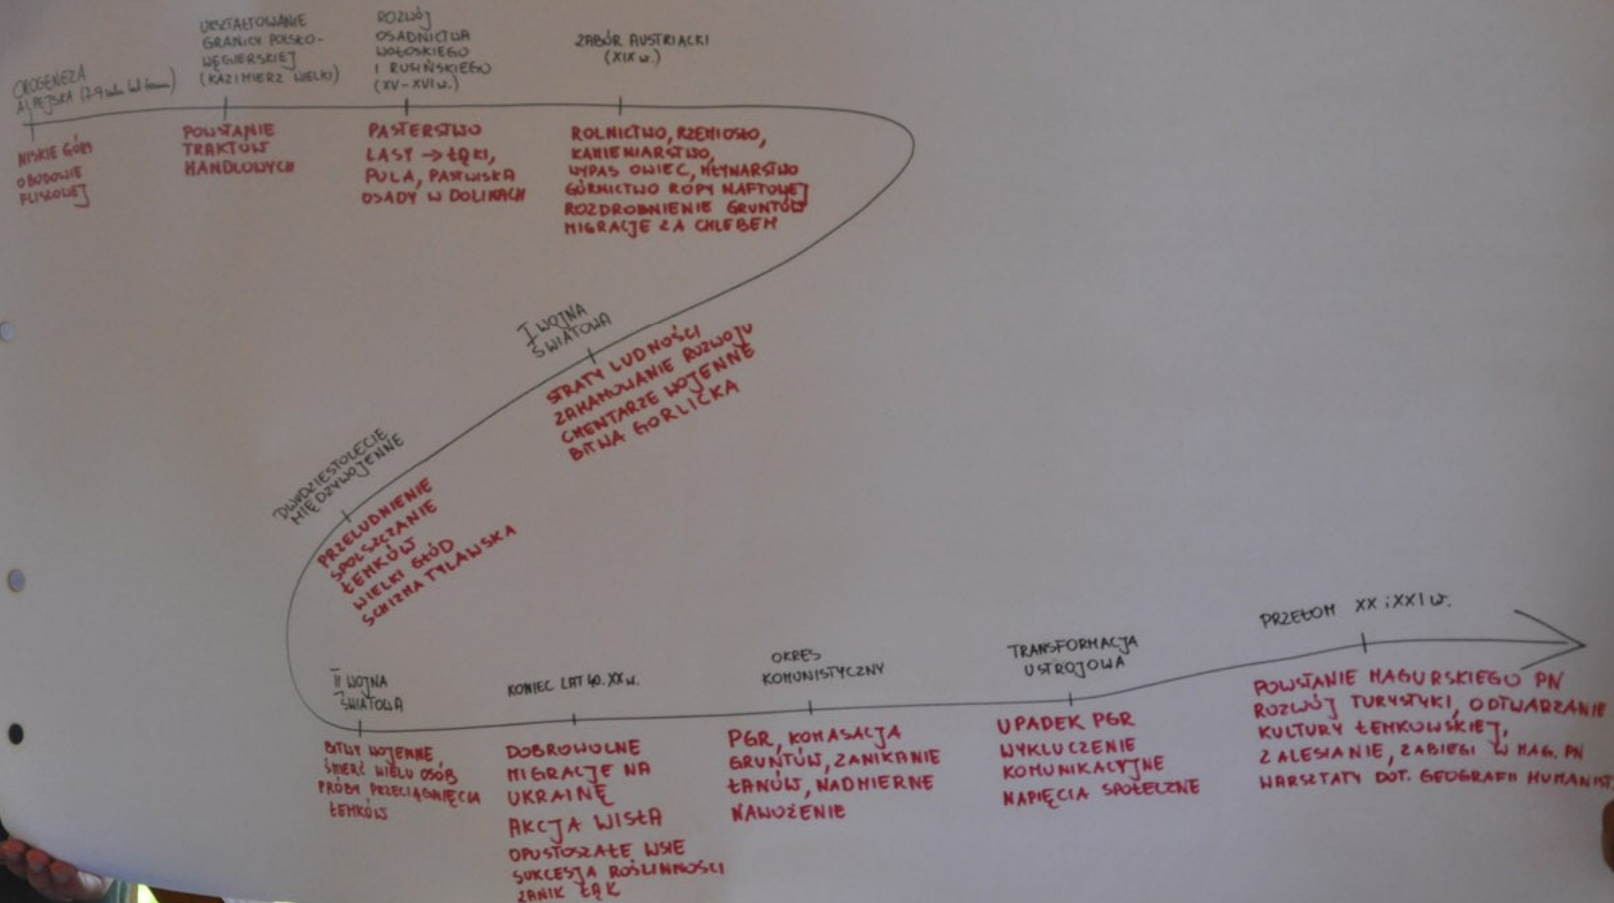 OROGENEZA
ALPEJSKA
NISKIE GÓRY
O BUDOWIE
FLISZOWEJ
UKSZTAŁTOWANIE
GRANICY POLSKO-
WĘGIERSKIEJ
(KAZIMIERZ WIELKI)
POWSTANIE
TRAKTÓW
HANDLOWYCH
ROZWÓJ
OSADNICTWA
WOŁOSKIEGO
I RUSIŃSKIEGO
(XV-XVI w.)
PASTERSTWO
LASY → ŁĄKI,
POLA, PASTWISKA
OSADY W DOLINACH
ZABÓR AUSTRIACKI
(XIX w.)
ROLNICTWO, RZEMIOSŁO,
KAMIENIARSTWO,
WYPAS OWIEC, MŁYNARSTWO
GÓRNICTWO ROPY NAFTOWEJ
ROZDROBNIENIE GRUNTÓW
MIGRACJE ZA CHLEBEM
I WOJNA
ŚWIATOWA
STRATY LUDNOŚCI
ZAHAMOWANIE ROZWOJU
CMENTARZE WOJENNE
BITWA GORLICKA
DWUDZIESTOLECIE
MIĘDZYWOJENNE
PRZELUDNIENIE
SPOLSZCZANIE
ŁEMKÓW
WIELKI GŁÓD
SCHIZMA TYLAWSKA
II WOJNA
ŚWIATOWA
BITWY WOJENNE,
ŚMIERĆ WIELU OSÓB
PRÓBY PRZECIĄGNIĘCIA
ŁEMKÓW
KONIEC LAT 40. XX w.
DOBROWOLNE
MIGRACJE NA
UKRAINĘ
AKCJA WISŁA
OPUSTOSZAŁE WSIE
SUKCESJA ROŚLINNOŚCI
ZANIK ŁĄK
OKRES
KOMUNISTYCZNY
PGR, KOMASACJA
GRUNTÓW, ZANIKANIE
ŁANÓW, NADMIERNE
NAWOŻENIE
TRANSFORMACJA
USTROJOWA
UPADEK PGR
WYKLUCZENIE
KOMUNIKACYJNE
NAPIĘCIA SPOŁECZNE
PRZEŁOM XX i XXI w.
POWSTANIE MAGURSKIEGO PN
ROZWÓJ TURYSTYKI, ODTWARZANIE
KULTURY ŁEMKOWSKIEJ,
ZALESIANIE, ZABIEGI W MAG. PN
WARSZTATY DOT. GEOGRAFII HUMANIST.